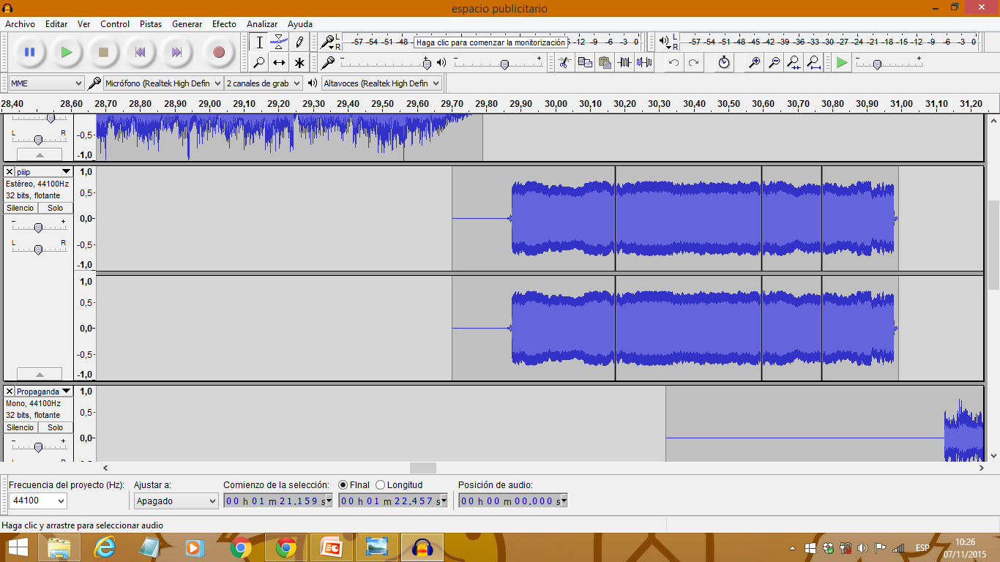 espacio publicitario
Archivo Editar Ver Control Pistas Generar Efecto Analizar Ayuda
L R -57 -54 -51 -48 Haga clic para comenzar la monitorización -12 -9 -6 -3 0
L R -57 -54 -51 -48 -45 -42 -39 -36 -33 -30 -27 -24 -21 -18 -15 -12 -9 -6 -3 0
- + - + - +
MME Micrófono (Realtek High Defin 2 canales de grab Altavoces (Realtek High Defin
28,40 28,60 28,70 28,80 28,90 29,00 29,10 29,20 29,30 29,40 29,50 29,60 29,70 29,80 29,90 30,00 30,10 30,20 30,30 30,40 30,50 30,60 30,70 30,80 30,90 31,00 31,10 31,20
L R -0,5
-1,0
piiip 1,0
Estéreo, 44100Hz 0,5
32 bits, flotante
Silencio Solo
- + 0,0
L R -0,5
-1,0
1,0
0,5
0,0
-0,5
-1,0
Propaganda 1,0
Mono, 44100Hz 0,5
32 bits, flotante
Silencio Solo
- + 0,0
Frecuencia del proyecto (Hz): Ajustar a: Comienzo de la selección: FInal Longitud Posición de audio:
44100 Apagado 00 h 01 m 21.159 s 00 h 01 m 22.457 s 00 h 00 m 00.000 s
Haga clic y arrastre para seleccionar audio
ESP 10:26
07/11/2015